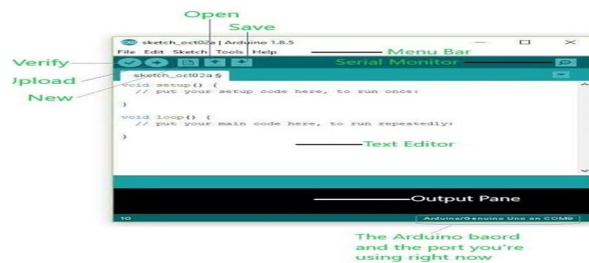 Open
Save
sketch_oct02a | Arduino 1.8.5
File Edit Sketch Tools Help
Menu Bar
Verify
Serial Monitor
Upload
sketch_oct02a §
New
void setup() {
// put your setup code here, to run once:
}
void loop() {
// put your main code here, to run repeatedly:
}
Text Editor
Output Pane
10
Arduino/Genuino Uno on COM8
The Arduino baord
and the port you're
using right now